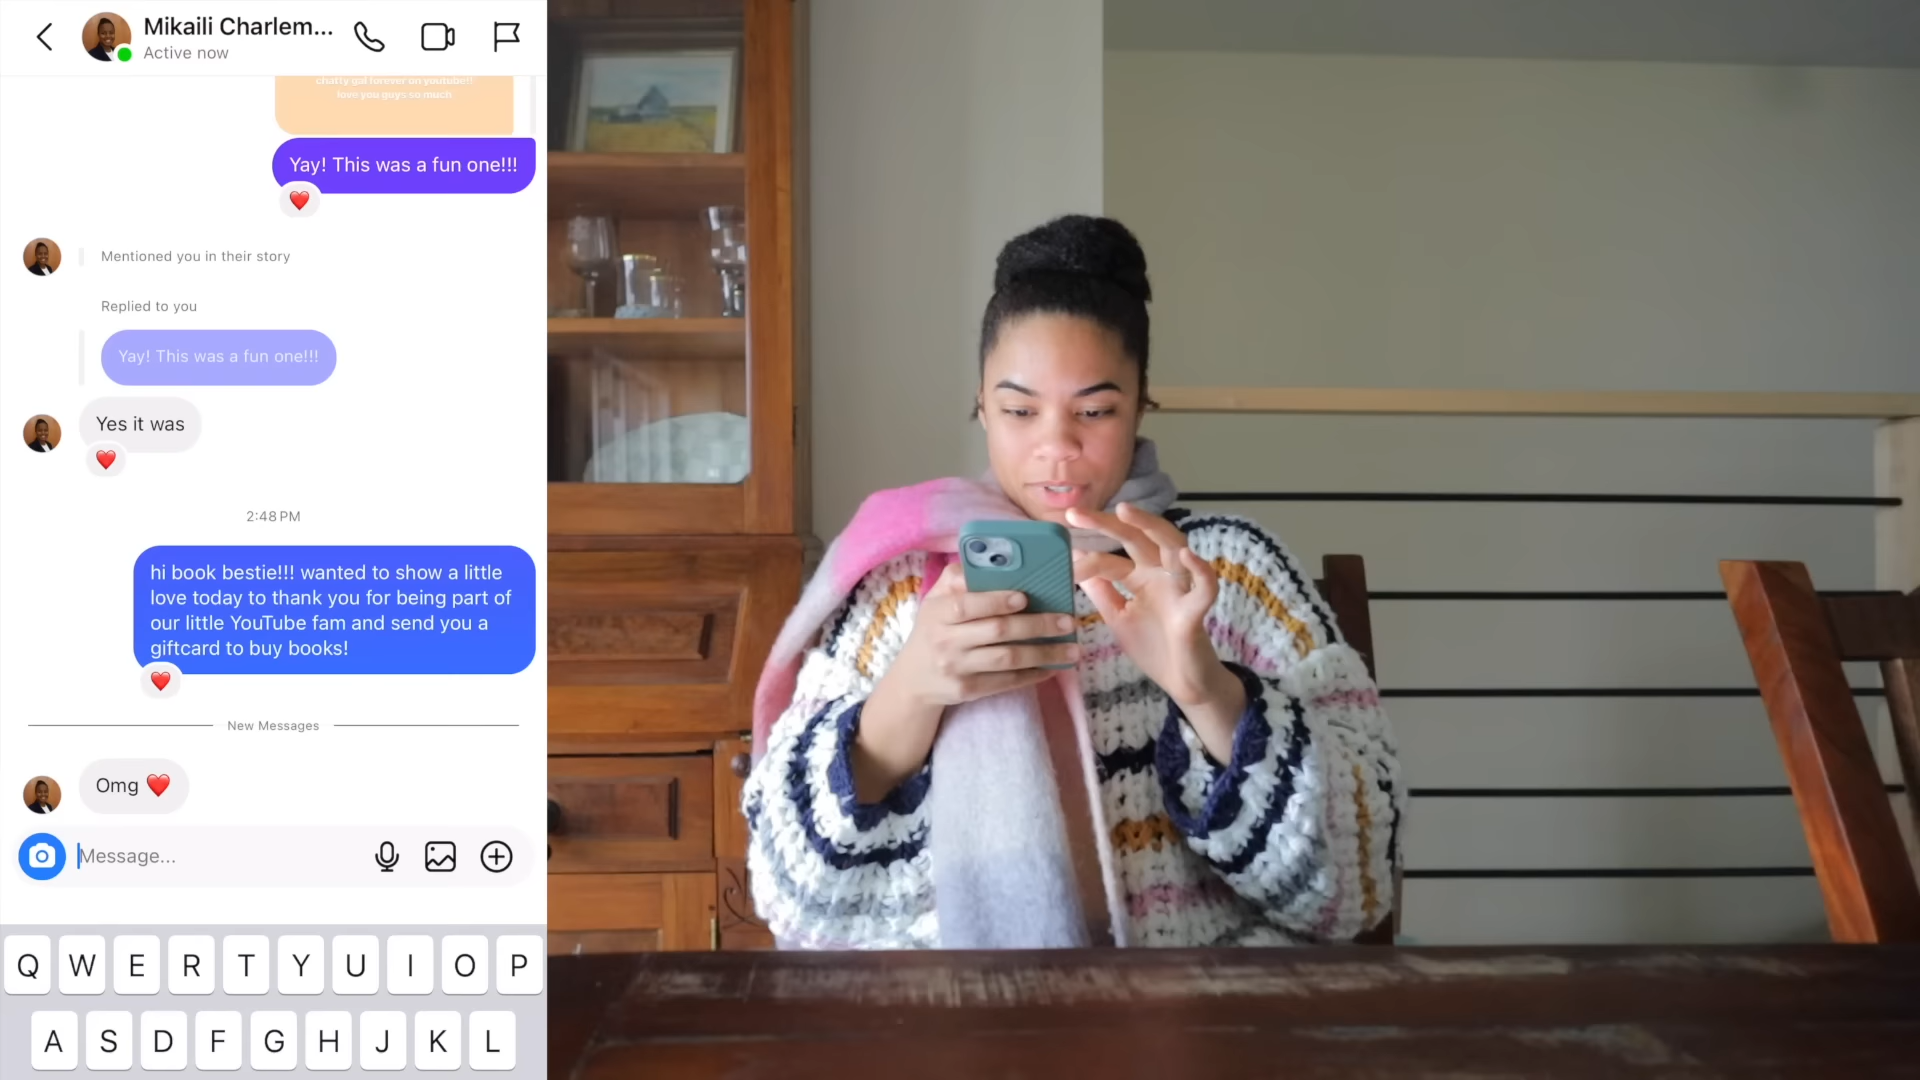 Mikaili Charlem...
Active now
chatty gal forever on youtube!!
love you guys so much
Yay! This was a fun one!!!
Mentioned you in their story
Replied to you
Yay! This was a fun one!!!
Yes it was
2:48 PM
hi book bestie!!! wanted to show a little
love today to thank you for being part of
our little YouTube fam and send you a
giftcard to buy books!
New Messages
Omg ❤️
Message...
Q W E R T Y U I O P
A S D F G H J K L